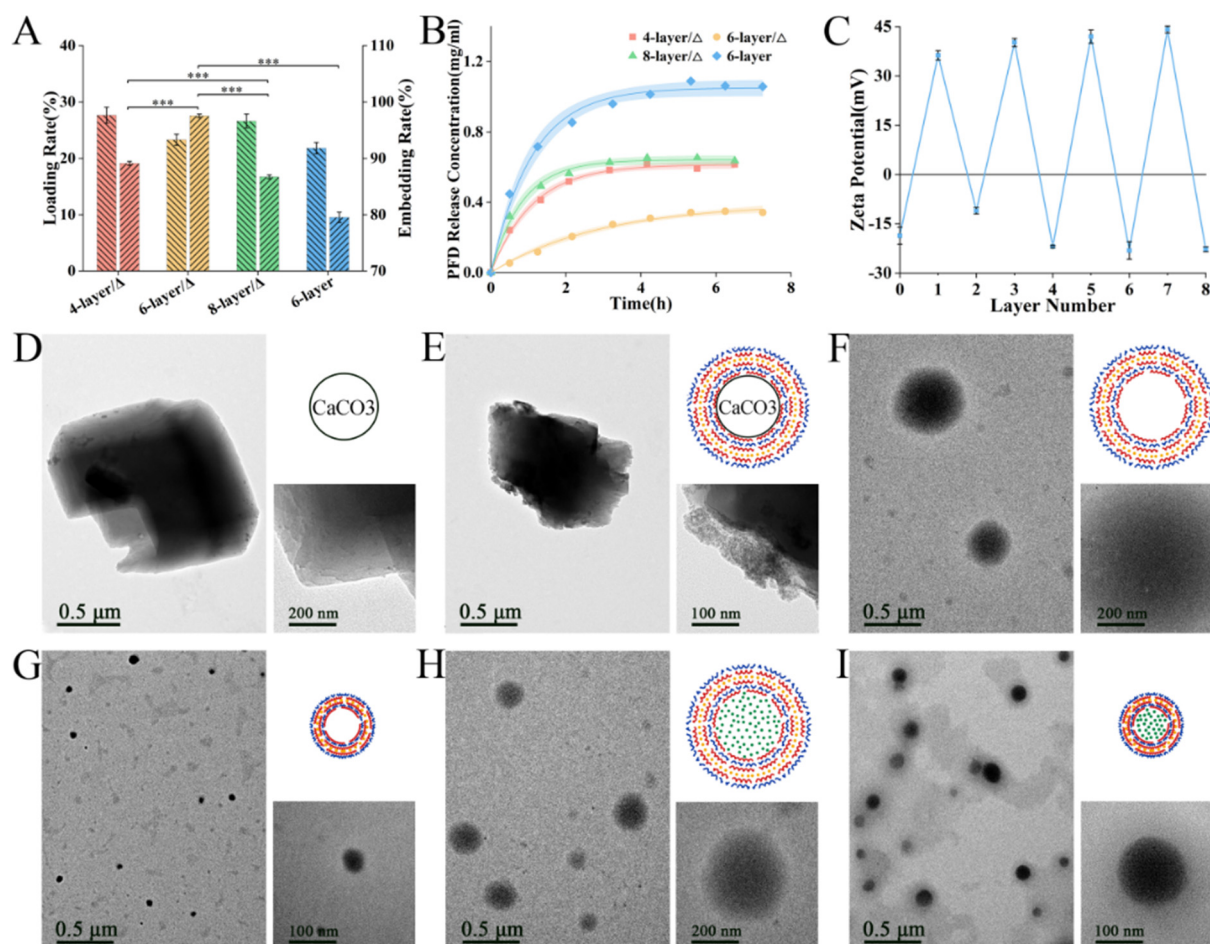 A
B
C
40
30
20
10
0
Loading Rate(%)
110
100
90
80
70
Embedding Rate(%)
***
***
***
***
4-layer/Δ
6-layer/Δ
8-layer/Δ
6-layer
4-layer/Δ 6-layer/Δ
8-layer/Δ 6-layer
1.6
1.2
0.8
0.4
0.0
PFD Release Concentration(mg/ml)
0 2 4 6 8
Time(h)
45
30
15
0
-15
-30
Zeta Potential(mV)
0 1 2 3 4 5 6 7 8
Layer Number
D
CaCO3
0.5 μm
200 nm
E
CaCO3
0.5 μm
100 nm
F
0.5 μm
200 nm
G
0.5 μm
100 nm
H
0.5 μm
200 nm
I
0.5 μm
100 nm